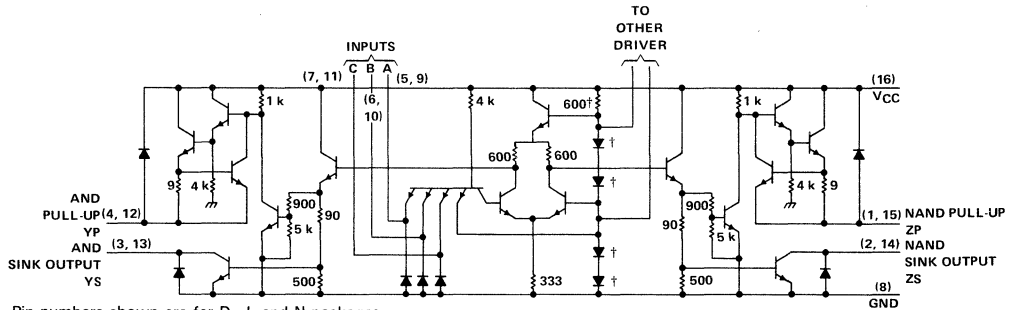 TO
OTHER
DRIVER
INPUTS
C B A
(7, 11)
(5, 9)
(6,
10)
(16)
VCC
1 k
4 k
600†
1 k
†
600
600
†
9
4 k
900
90
5 k
900
90
5 k
4 k
9
AND
PULL-UP (4, 12)
YP
(1, 15) NAND PULL-UP
ZP
AND (3, 13)
SINK OUTPUT
YS
(2, 14) NAND
SINK OUTPUT
ZS
†
†
500
333
500
(8)
GND
Pin numbers shown are for D, J, and N packages